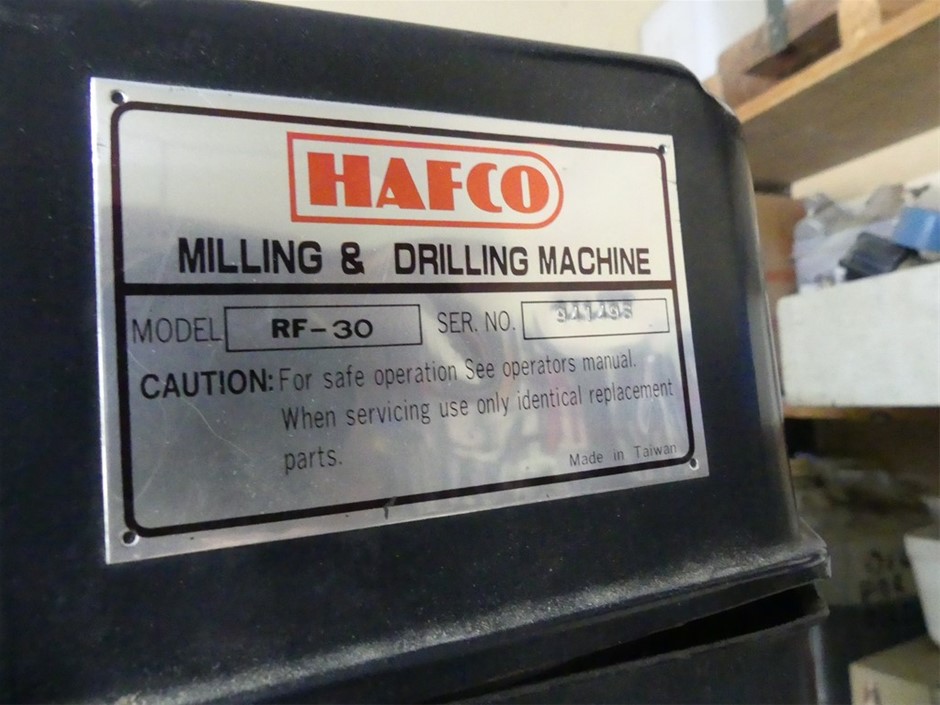 HAFCO
MILLING & DRILLING MACHINE
MODEL RF-30 SER. NO.
CAUTION: For safe operation See operators manual.
When servicing use only identical replacement
parts.
Made in Taiwan